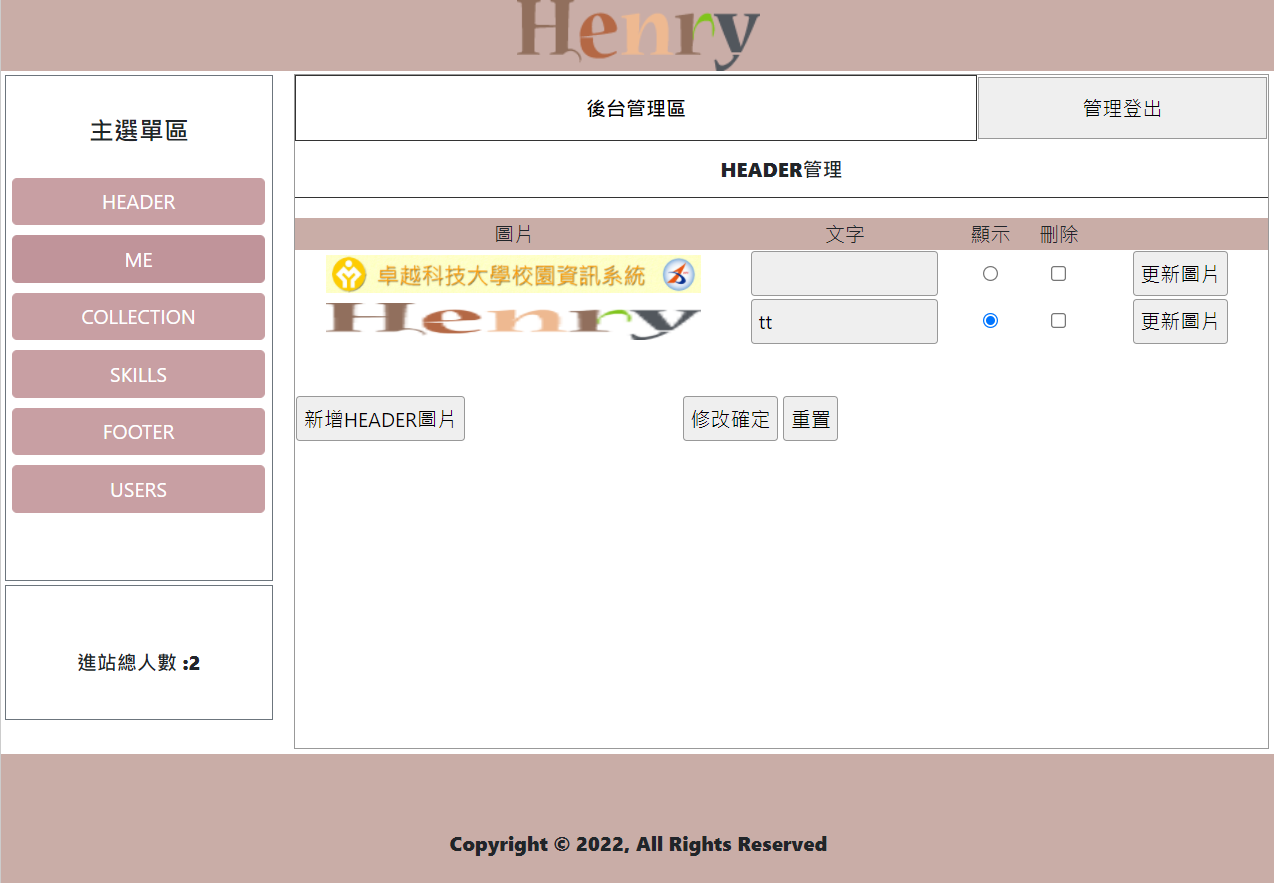 Henry
主選單區
HEADER
ME
COLLECTION
SKILLS
FOOTER
USERS
進站總人數 :2
後台管理區 管理登出
HEADER管理
圖片 文字 顯示 刪除
卓越科技大學校園資訊系統 更新圖片
Henry tt 更新圖片
新增HEADER圖片 修改確定 重置
Copyright © 2022, All Rights Reserved